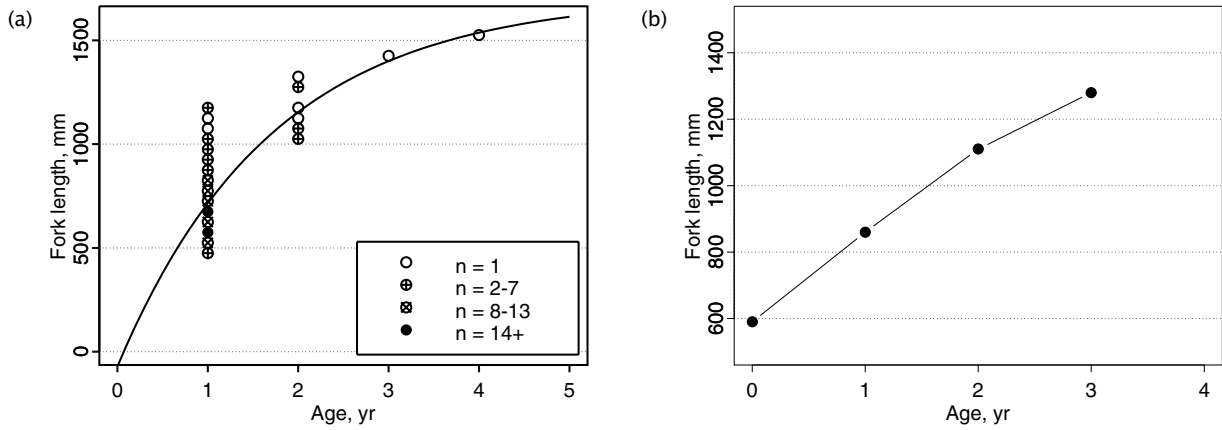 (a)
Fork length, mm
1500
1000
500
0
n = 1
n = 2-7
n = 8-13
n = 14+
0 1 2 3 4 5
Age, yr
(b)
Fork length, mm
1400
1200
1000
800
600
0 1 2 3 4
Age, yr